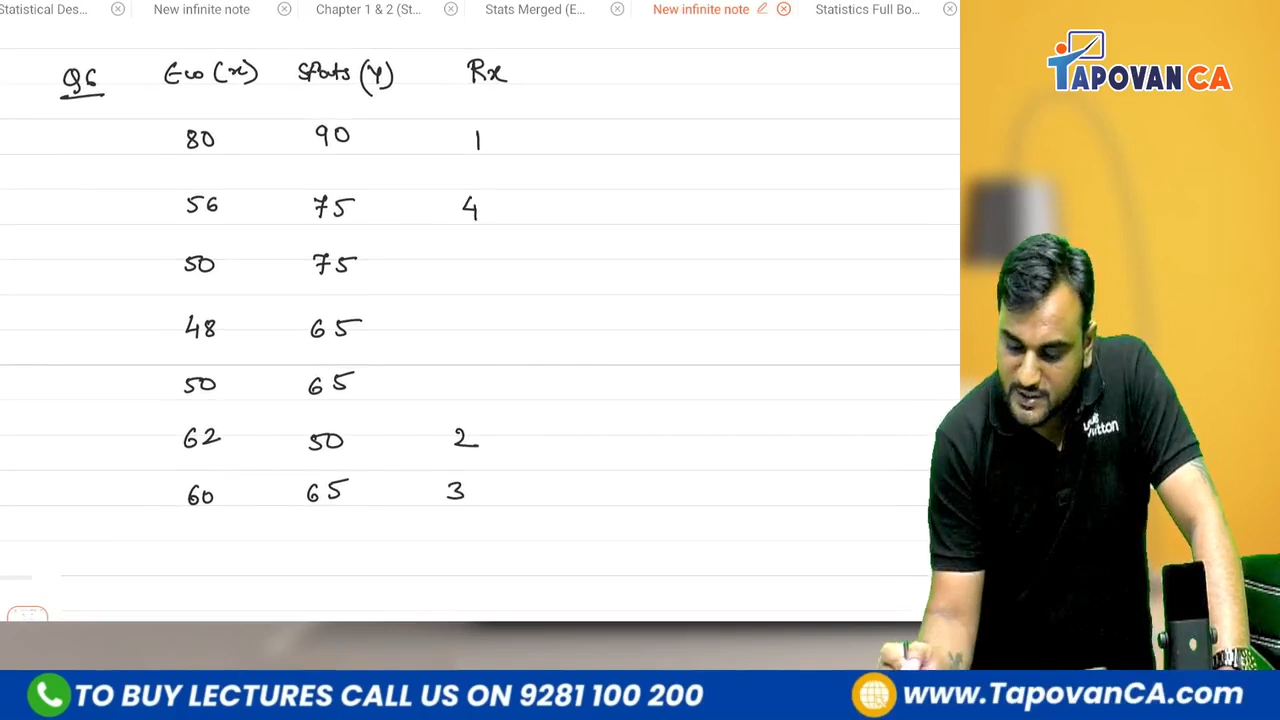 Statistical Des...
New infinite note
Chapter 1 & 2 (St...
Stats Merged (E...
New infinite note
Statistics Full Bo...
TAPOVAN CA
Q6 Eco (x) Sports (Y) Rx
80 90 1
56 75 4
50 75
48 65
50 65
62 50 2
60 65 3
TO BUY LECTURES CALL US ON 9281 100 200
www.TapovanCA.com